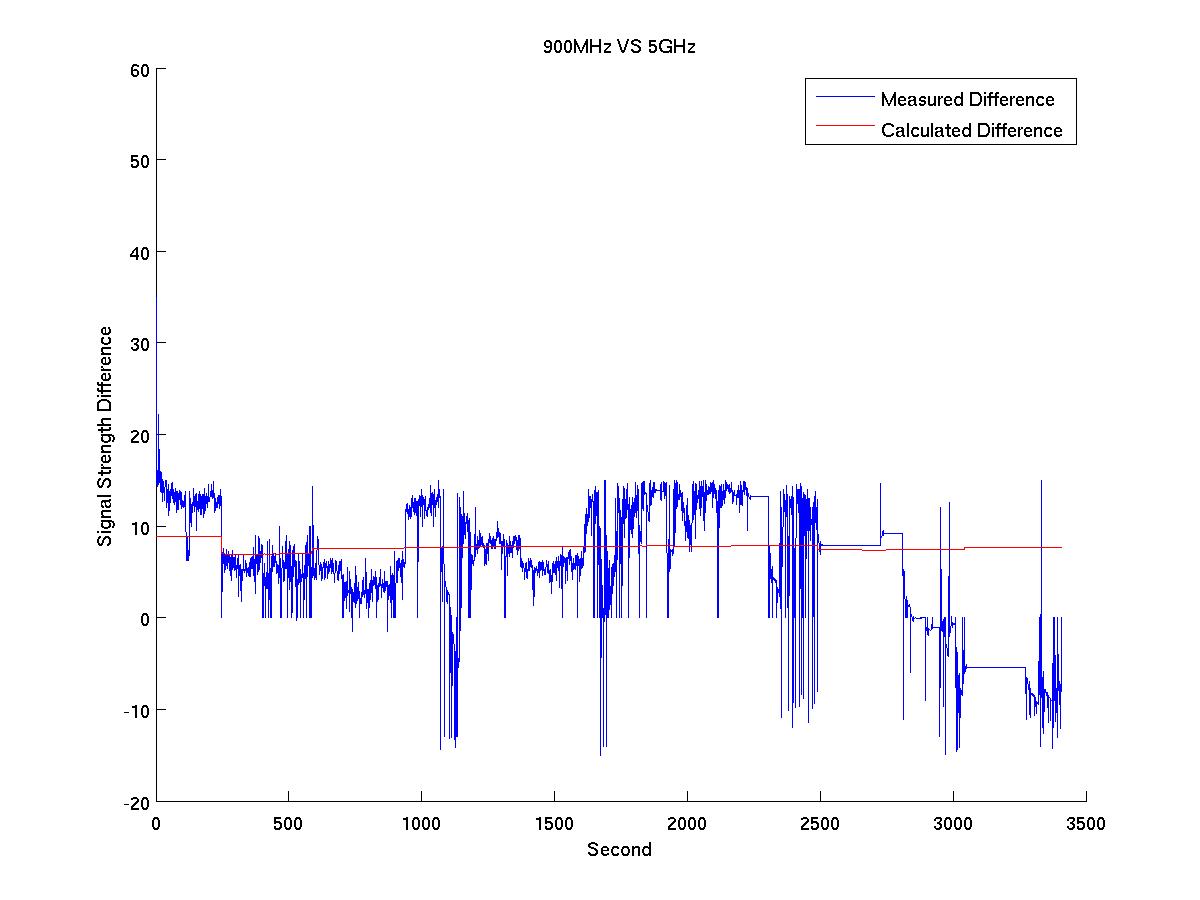 900MHz VS 5GHz
60
50
40
30
20
10
0
-10
-20
Signal Strength Difference
Measured Difference
Calculated Difference
0 500 1000 1500 2000 2500 3000 3500
Second